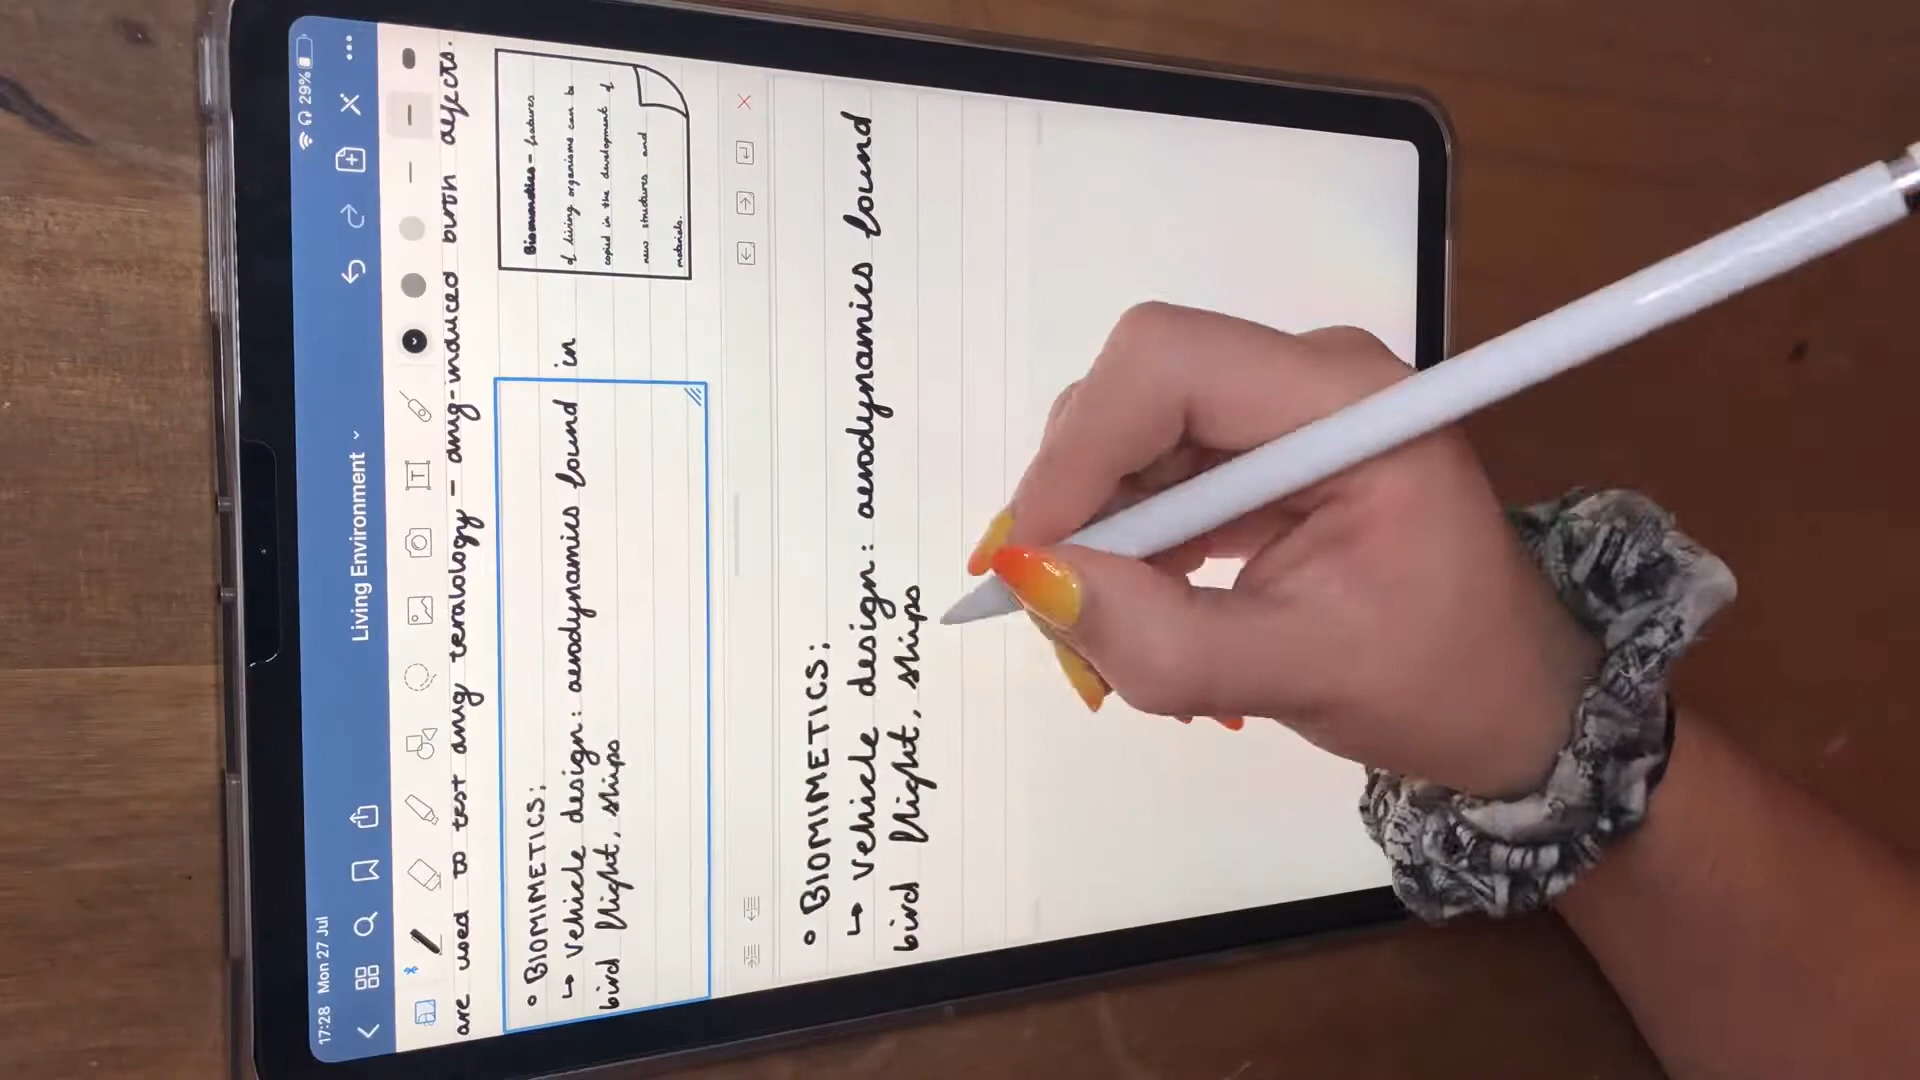 17:28 Mon 27 Jul 29%
Living Environment
T
are used to test drug teratology - drug-induced birth defects.
• BIOMIMETICS:
↳ vehicle design: aerodynamics found in
bird flight, ships
Biomimetics - features
of living organisms can be
copied in the development of
new structures and
materials.
• BIOMIMETICS:
↳ vehicle design: aerodynamics found
bird flight, ships